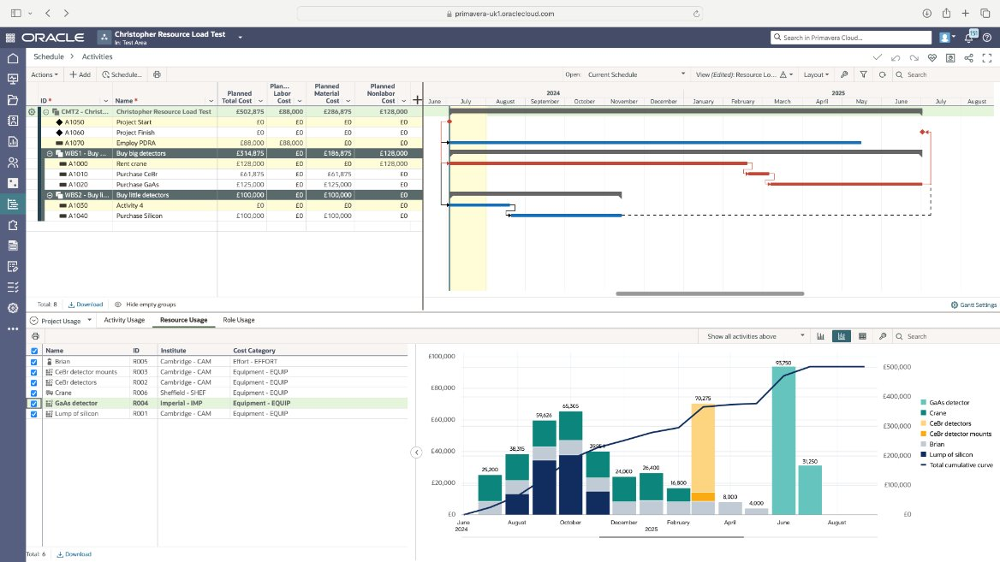 primavera-uk1.oraclecloud.com
ORACLE Christopher Resource Load Test
In: Test Area
Search in Primavera Cloud...
151
Schedule > Activities
Actions Add Schedule... Open: Current Schedule View (Edited): Resource Lo... Layout Search
ID * Name * Planned Total Cost Plan... Labor Cost Planned Material Cost Planned Nonlabor Cost
2024 2025
June July August September October November December January February March April May June July August
CMT2 - Christ... Christopher Resource Load Test £502,875 £88,000 £286,875 £128,000
A1050 Project Start £0 £0 £0 £0
A1060 Project Finish £0 £0 £0 £0
A1070 Employ PDRA £88,000 £88,000 £0 £0
WBS1 - Buy ... Buy big detectors £314,875 £0 £186,875 £128,000
A1000 Rent crane £128,000 £0 £0 £128,000
A1010 Purchase CeBr £61,875 £0 £61,875 £0
A1020 Purchase GaAs £125,000 £0 £125,000 £0
WBS2 - Buy li... Buy little detectors £100,000 £0 £100,000 £0
A1030 Activity 4 £0 £0 £0 £0
A1040 Purchase Silicon £100,000 £0 £100,000 £0
Total: 8 Download Hide empty groups
Gantt Settings
Project Usage Activity Usage Resource Usage Role Usage
Show all activities above Search
Name ID Institute Cost Category
Brian R005 Cambridge - CAM Effort - EFFORT
CeBr detector mounts R003 Cambridge - CAM Equipment - EQUIP
CeBr detectors R002 Cambridge - CAM Equipment - EQUIP
Crane R006 Sheffield - SHEF Equipment - EQUIP
GaAs detector R004 Imperial - IMP Equipment - EQUIP
Lump of silicon R001 Cambridge - CAM Equipment - EQUIP
Total: 6 Download
£100,000
£80,000
£60,000
£40,000
£20,000
£0
25,200
38,315
59,626
65,305
24,000
26,400
16,800
70,275
8,000
4,000
93,750
31,250
£500,000
£400,000
£300,000
£200,000
£100,000
£0
June August October December February April June August
2024 2025
GaAs detector
Crane
CeBr detectors
CeBr detector mounts
Brian
Lump of silicon
Total cumulative curve